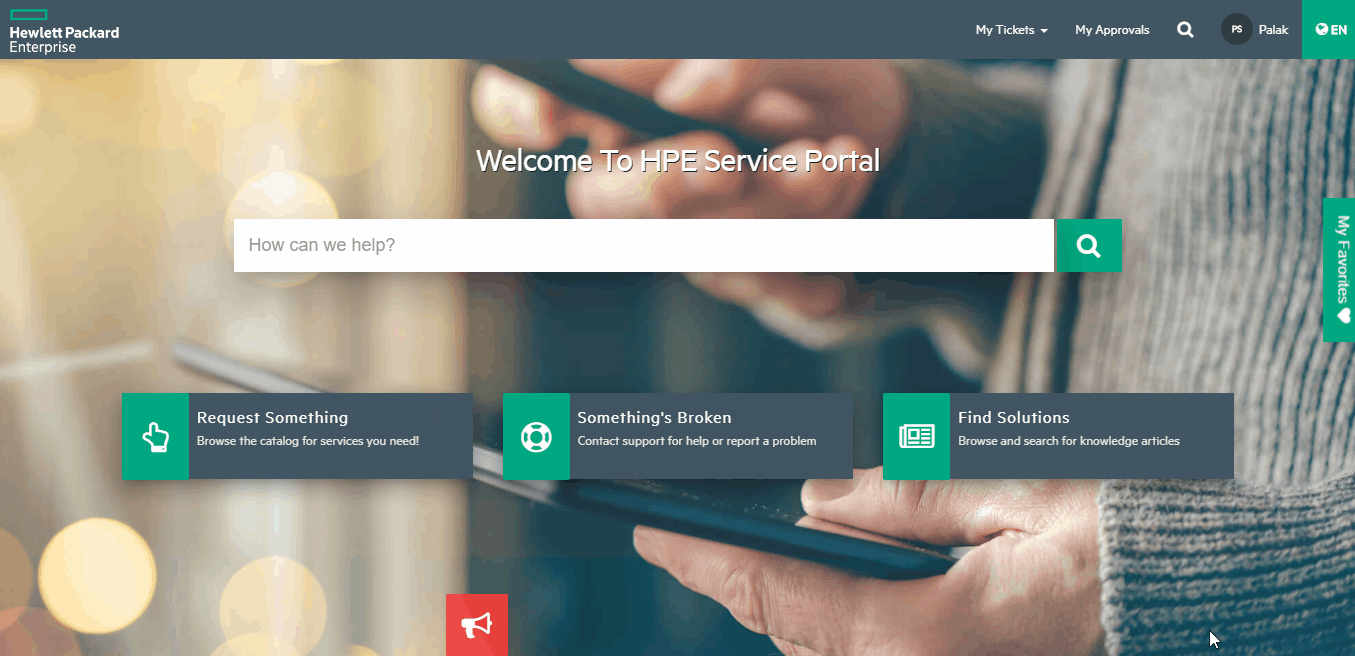 Hewlett Packard
Enterprise
My Tickets
My Approvals
PS
Palak
EN
Welcome To HPE Service Portal
How can we help?
My Favorites
Request Something
Browse the catalog for services you need!
Something's Broken
Contact support for help or report a problem
Find Solutions
Browse and search for knowledge articles